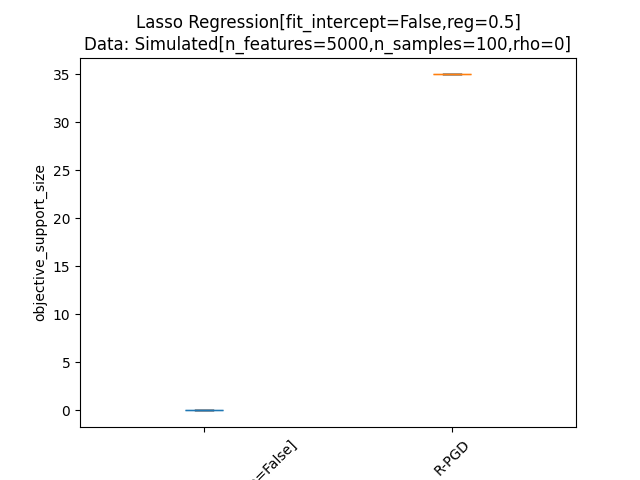 Lasso Regression[fit_intercept=False,reg=0.5]
Data: Simulated[n_features=5000,n_samples=100,rho=0]
objective_support_size
35
30
25
20
15
10
5
0
=False]
R-PGD